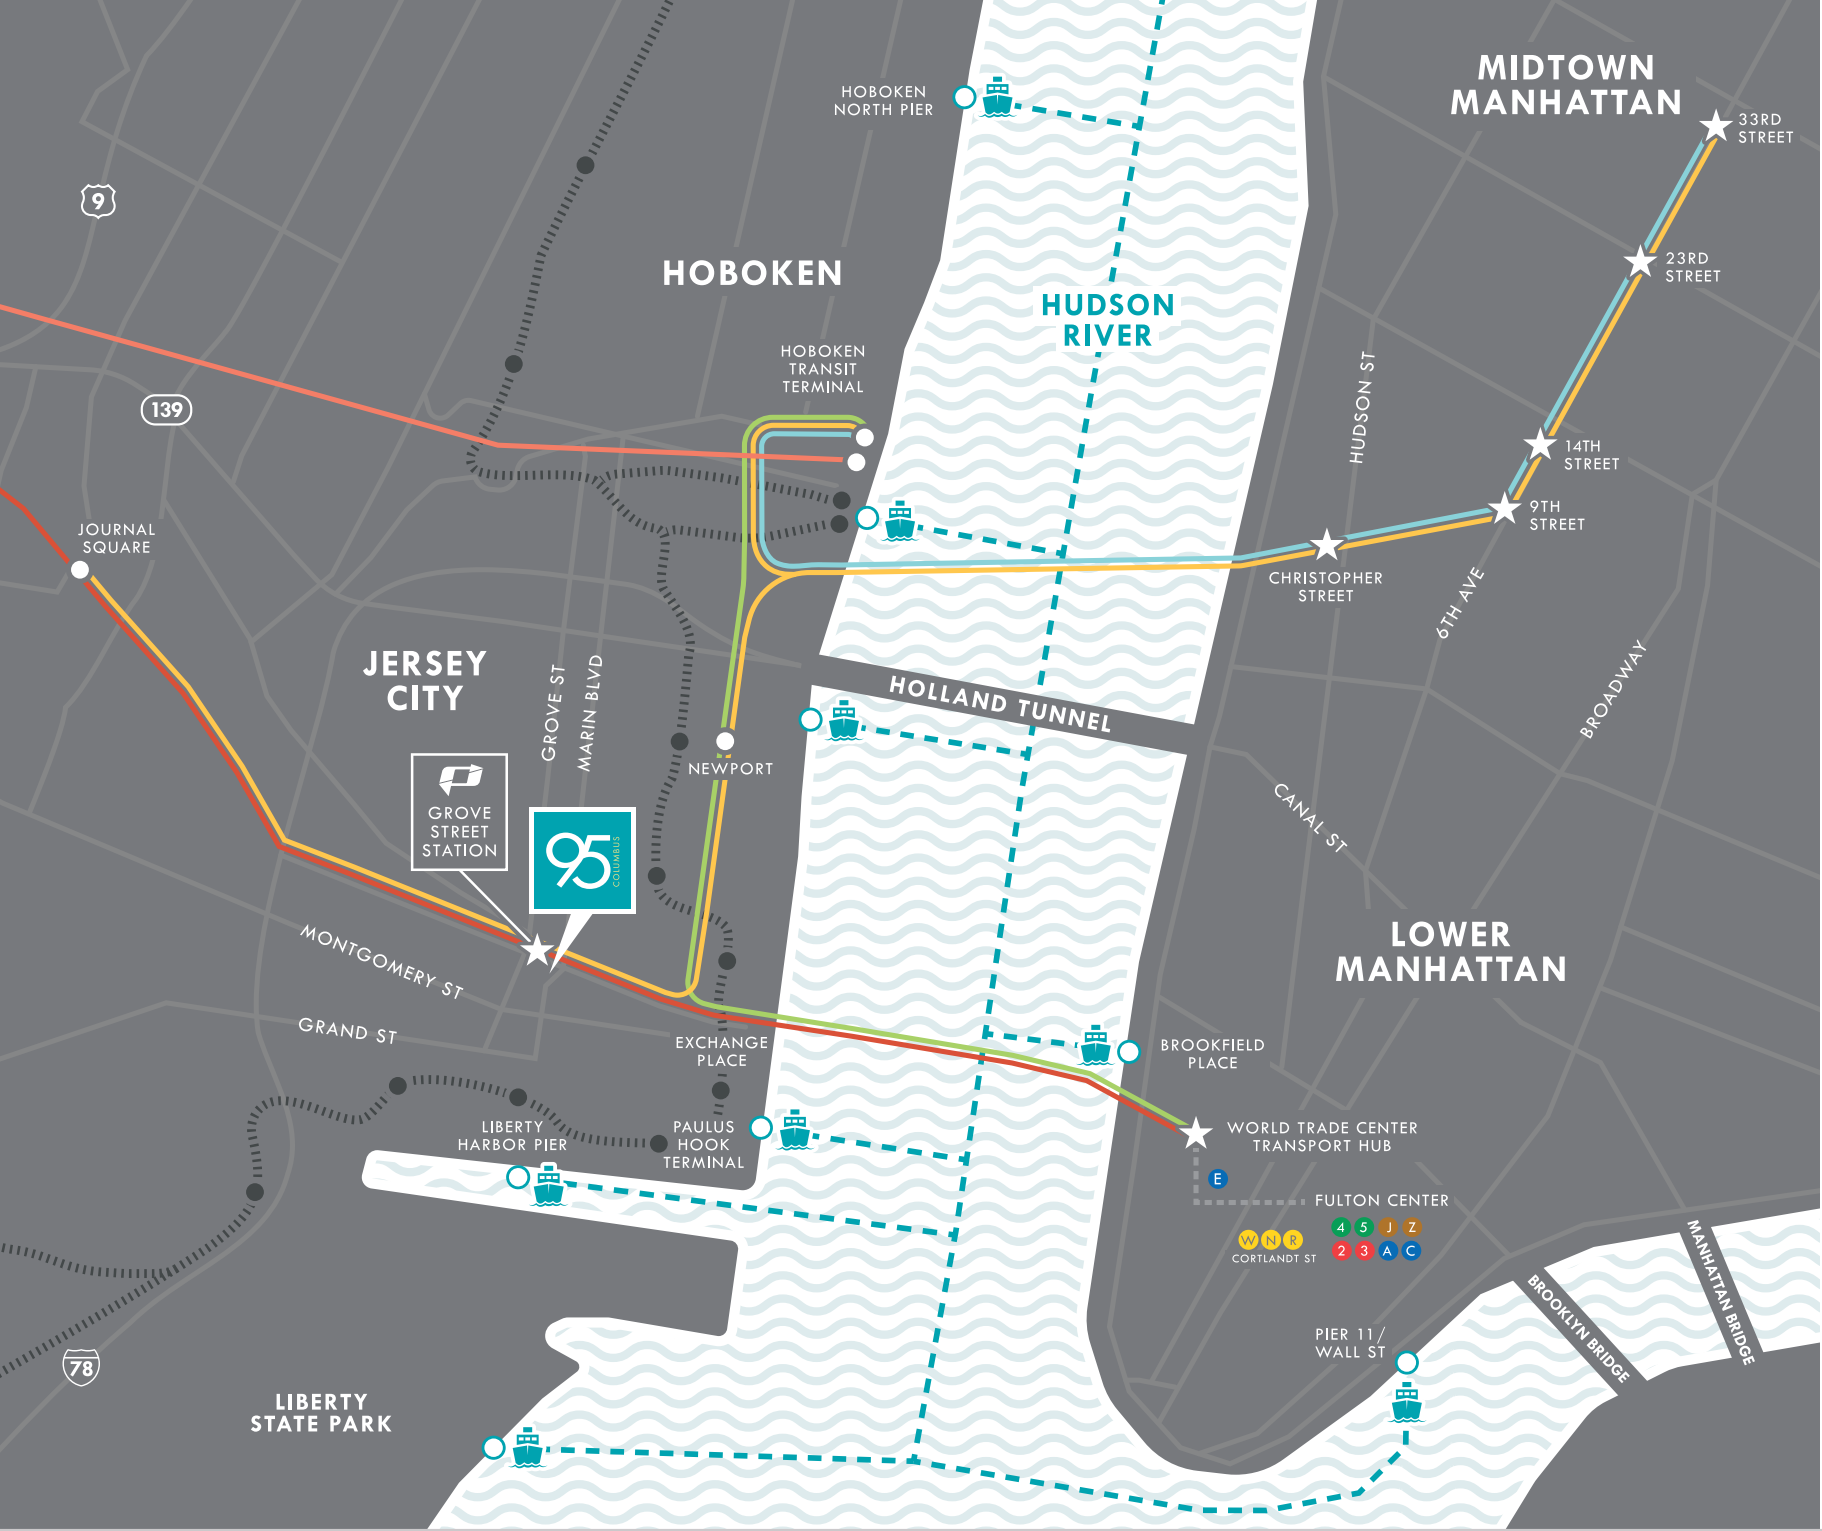 MIDTOWN
MANHATTAN
HOBOKEN
NORTH PIER
33RD
STREET
9
23RD
STREET
HOBOKEN
HUDSON
RIVER
HOBOKEN
TRANSIT
TERMINAL
HUDSON ST
139
14TH
STREET
9TH
STREET
JOURNAL
SQUARE
CHRISTOPHER
STREET
6TH AVE
JERSEY
CITY
GROVE ST
MARIN BLVD
HOLLAND TUNNEL
BROADWAY
NEWPORT
GROVE
STREET
STATION
95
COLUMBUS
CANAL ST
LOWER
MANHATTAN
MONTGOMERY ST
GRAND ST
EXCHANGE
PLACE
BROOKFIELD
PLACE
LIBERTY
HARBOR PIER
PAULUS
HOOK
TERMINAL
WORLD TRADE CENTER
TRANSPORT HUB
E
FULTON CENTER
4 5 J Z
W N R
2 3 A C
CORTLANDT ST
MANHATTAN BRIDGE
BROOKLYN BRIDGE
PIER 11/
WALL ST
78
LIBERTY
STATE PARK